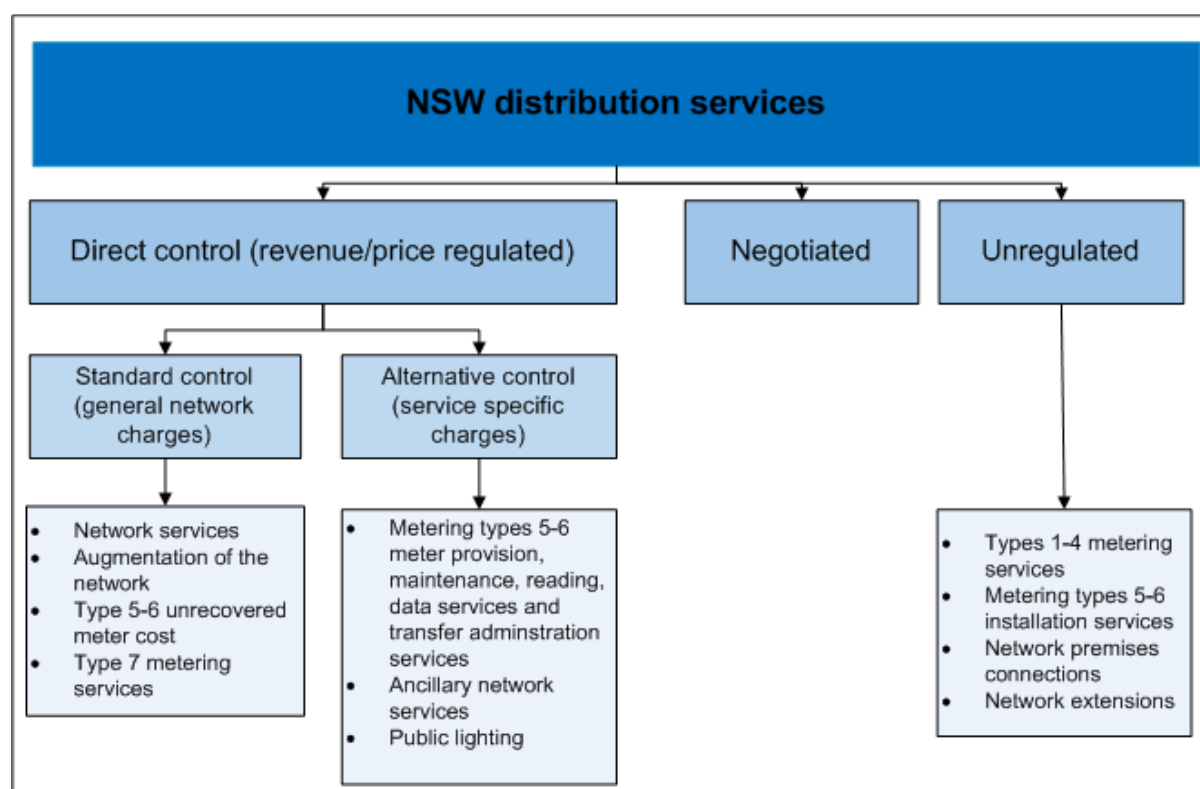 NSW distribution services
Direct control (revenue/price regulated)
Negotiated
Unregulated
Standard control
(general network
charges)
Alternative control
(service specific
charges)
• Network services
• Augmentation of the
network
• Type 5-6 unrecovered
meter cost
• Type 7 metering
services
• Metering types 5-6
meter provision,
maintenance, reading,
data services and
transfer adminstration
services
• Ancillary network
services
• Public lighting
• Types 1-4 metering
services
• Metering types 5-6
installation services
• Network premises
connections
• Network extensions